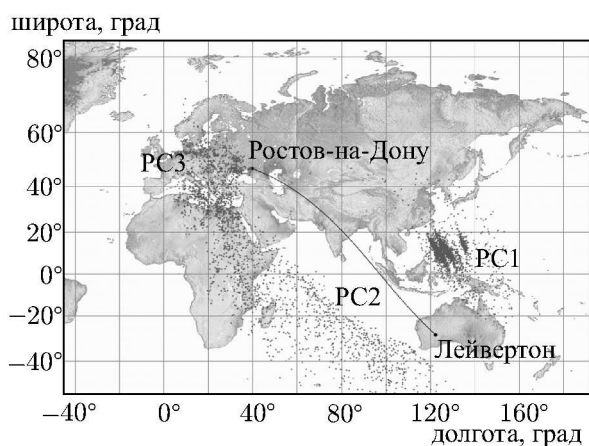 широта, град
80°
60°
40°
20°
0°
−20°
−40°
РС3
Ростов-на-Дону
РС1
РС2
Лейвертон
−40°
0°
40°
80°
120°
160°
долгота, град